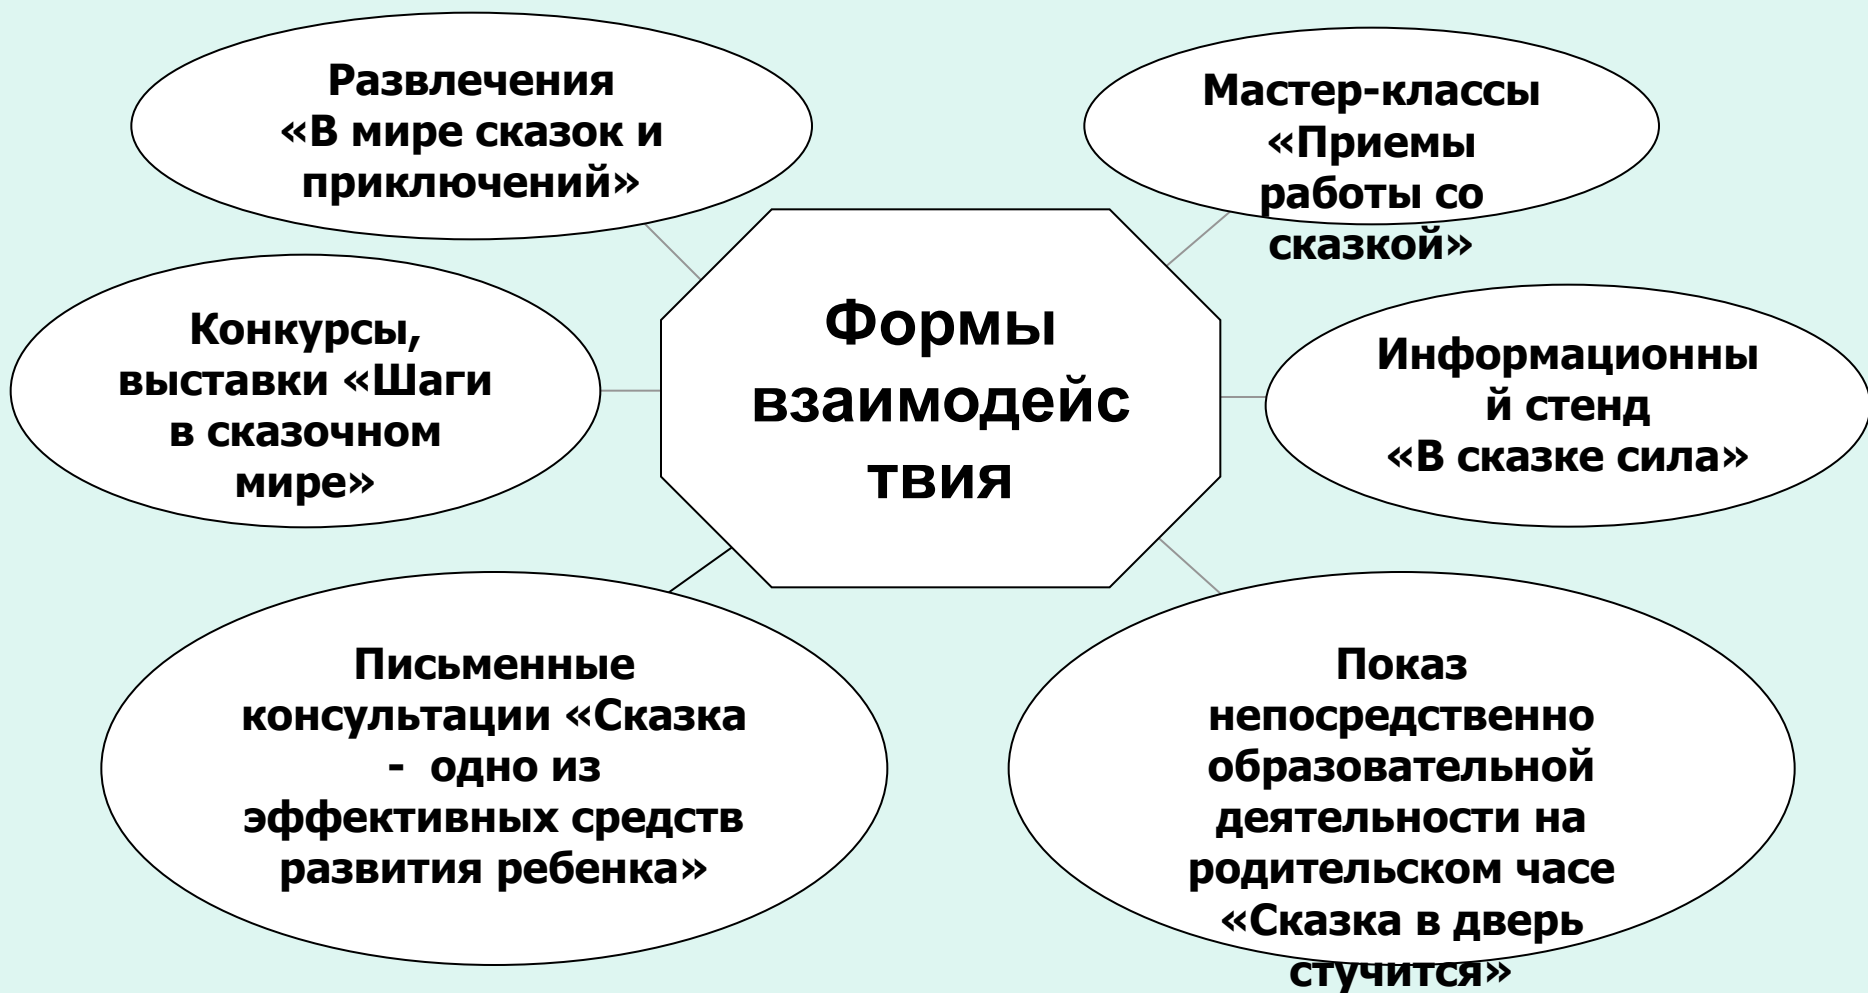 Развлечения
«В мире сказок и
приключений»
Мастер-классы
«Приемы
работы со
сказкой»
Конкурсы,
выставки «Шаги
в сказочном
мире»
Формы
взаимодейс
твия
Информационны
й стенд
«В сказке сила»
Письменные
консультации «Сказка
- одно из
эффективных средств
развития ребенка»
Показ
непосредственно
образовательной
деятельности на
родительском часе
«Сказка в дверь
стучится»